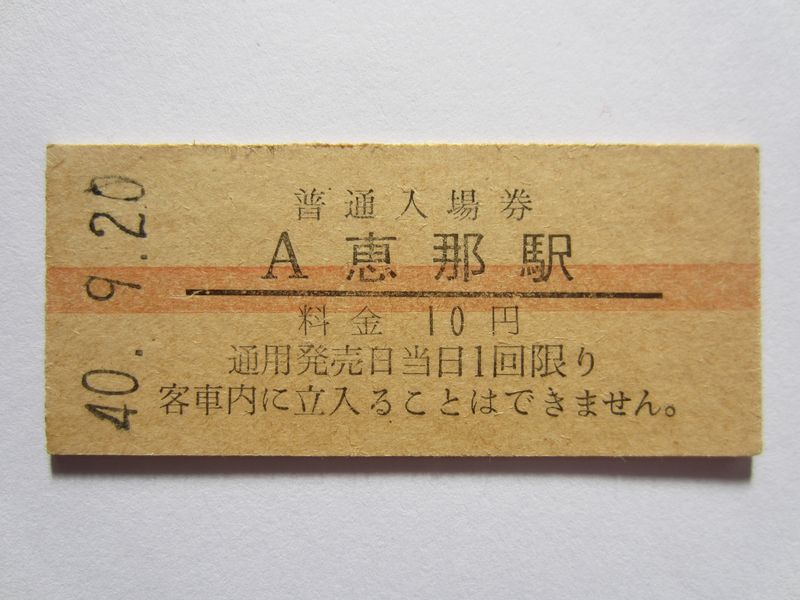 40. 9.20
普通入場券
A 恵那駅
料金 10円
通用発売日当日1回限り
客車内に立入ることはできません。